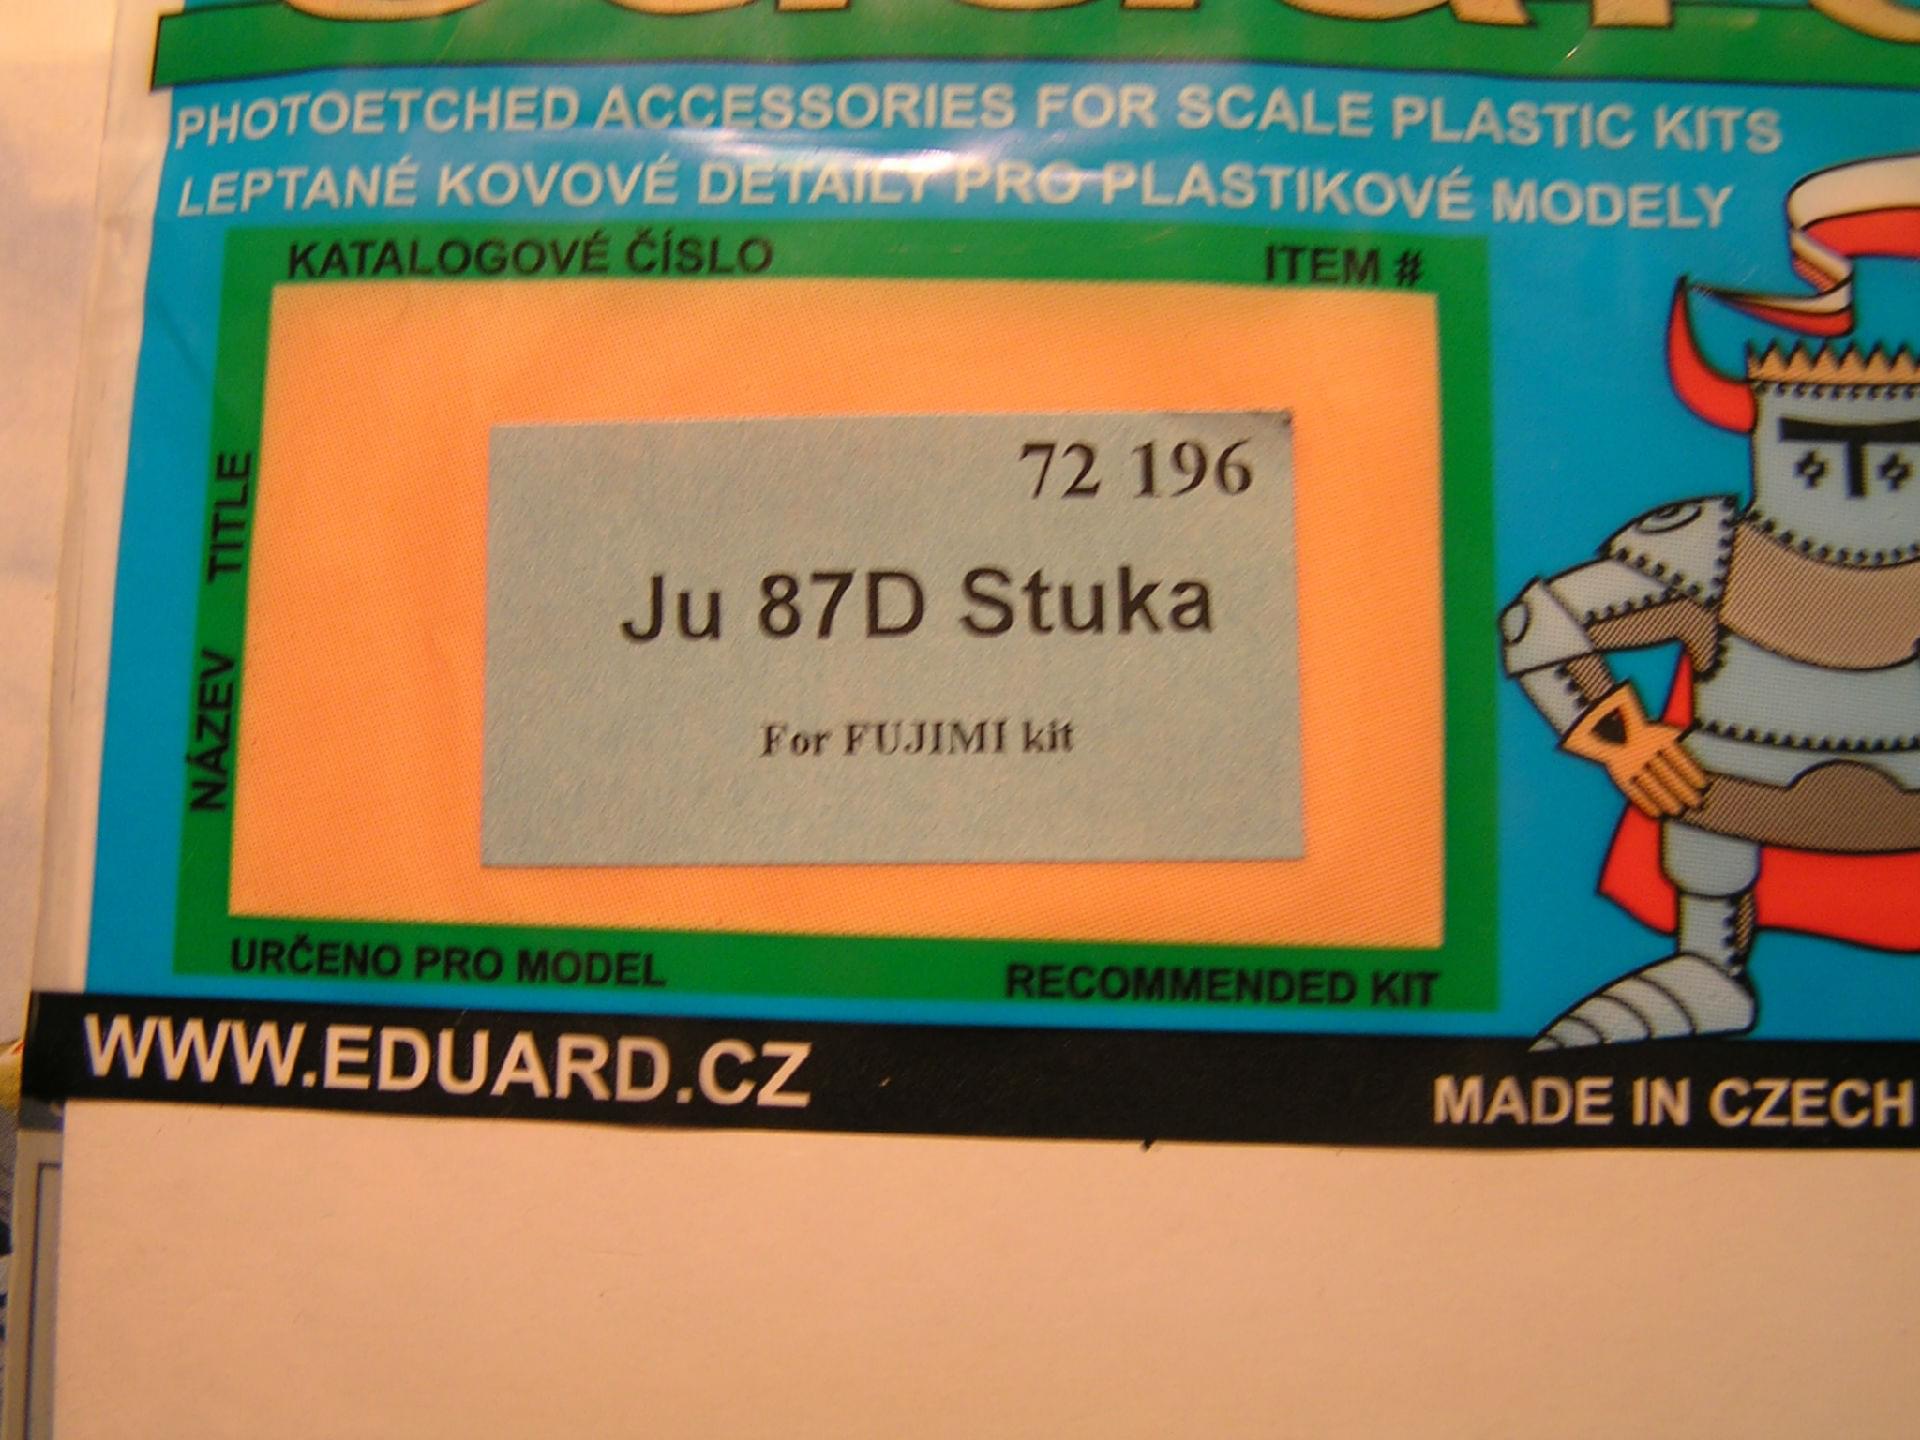 PHOTOETCHED ACCESSORIES FOR SCALE PLASTIC KITS
LEPTANÉ KOVOVÉ DETAILY PRO PLASTIKOVÉ MODELY
KATALOGOVÉ ČÍSLO ITEM #
72 196
Ju 87D Stuka
For FUJIMI kit
NÁZEV TITLE
URČENO PRO MODEL RECOMMENDED KIT
WWW.EDUARD.CZ MADE IN CZECH